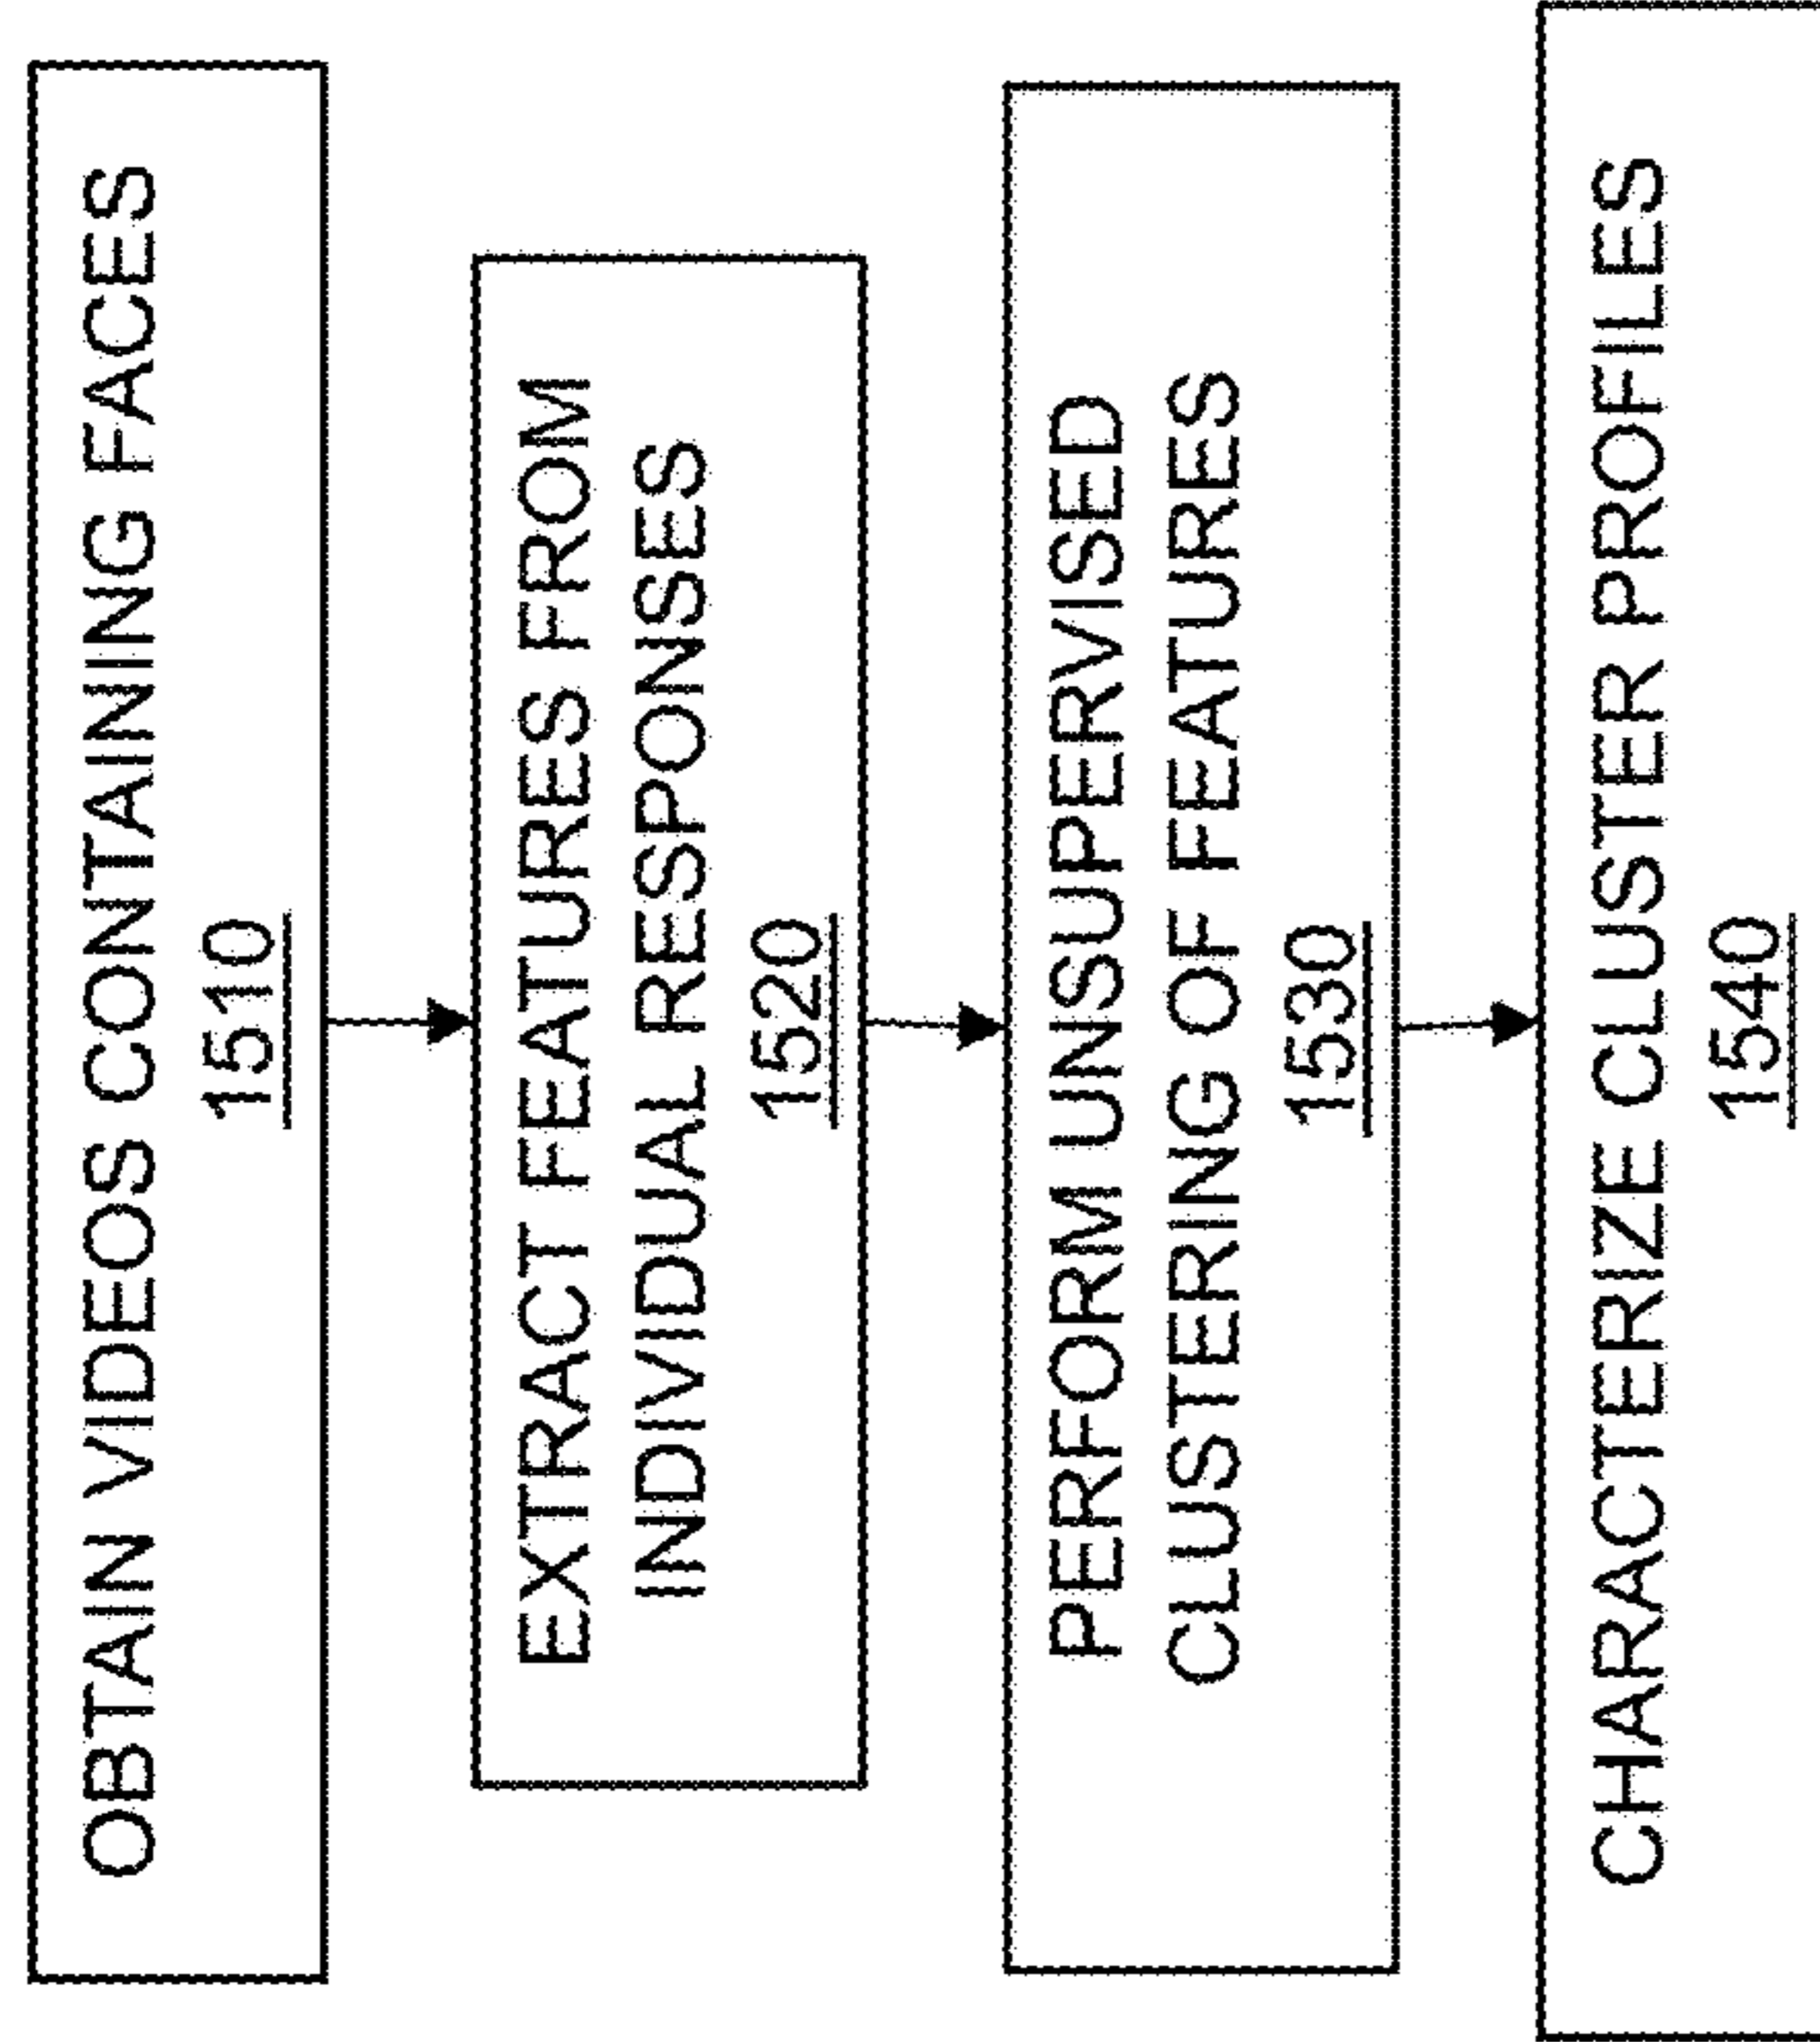 OBTAIN VIDEOS CONTAINING FACES
1510
EXTRACT FEATURES FROM
INDIVIDUAL RESPONSES
1520
PERFORM UNSUPERVISED
CLUSTERING OF FEATURES
1530
CHARACTERIZE CLUSTER PROFILES
1540